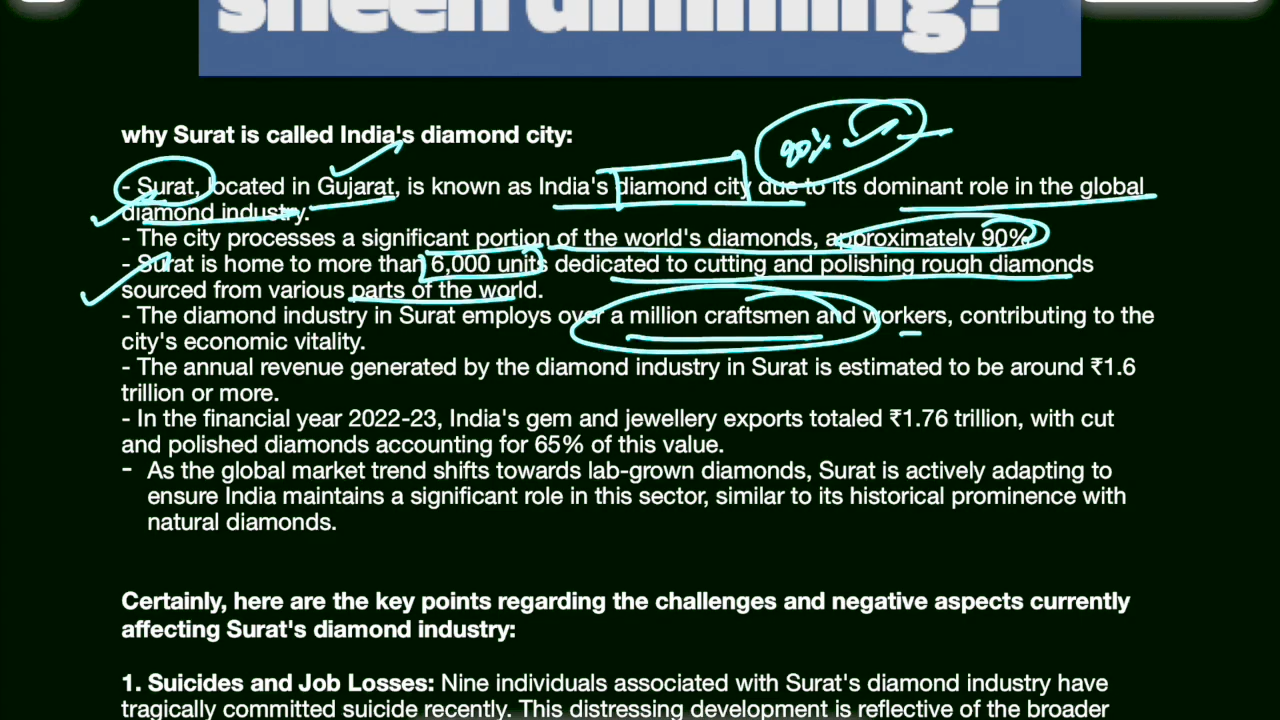 sheen dimming?
why Surat is called India's diamond city:
90%
- Surat, located in Gujarat, is known as India's diamond city due to its dominant role in the global
diamond industry.
- The city processes a significant portion of the world's diamonds, approximately 90%.
- Surat is home to more than 6,000 units dedicated to cutting and polishing rough diamonds
sourced from various parts of the world.
- The diamond industry in Surat employs over a million craftsmen and workers, contributing to the
city's economic vitality.
- The annual revenue generated by the diamond industry in Surat is estimated to be around ₹1.6
trillion or more.
- In the financial year 2022-23, India's gem and jewellery exports totaled ₹1.76 trillion, with cut
and polished diamonds accounting for 65% of this value.
- As the global market trend shifts towards lab-grown diamonds, Surat is actively adapting to
ensure India maintains a significant role in this sector, similar to its historical prominence with
natural diamonds.
Certainly, here are the key points regarding the challenges and negative aspects currently
affecting Surat's diamond industry:
1. Suicides and Job Losses: Nine individuals associated with Surat's diamond industry have
tragically committed suicide recently. This distressing development is reflective of the broader